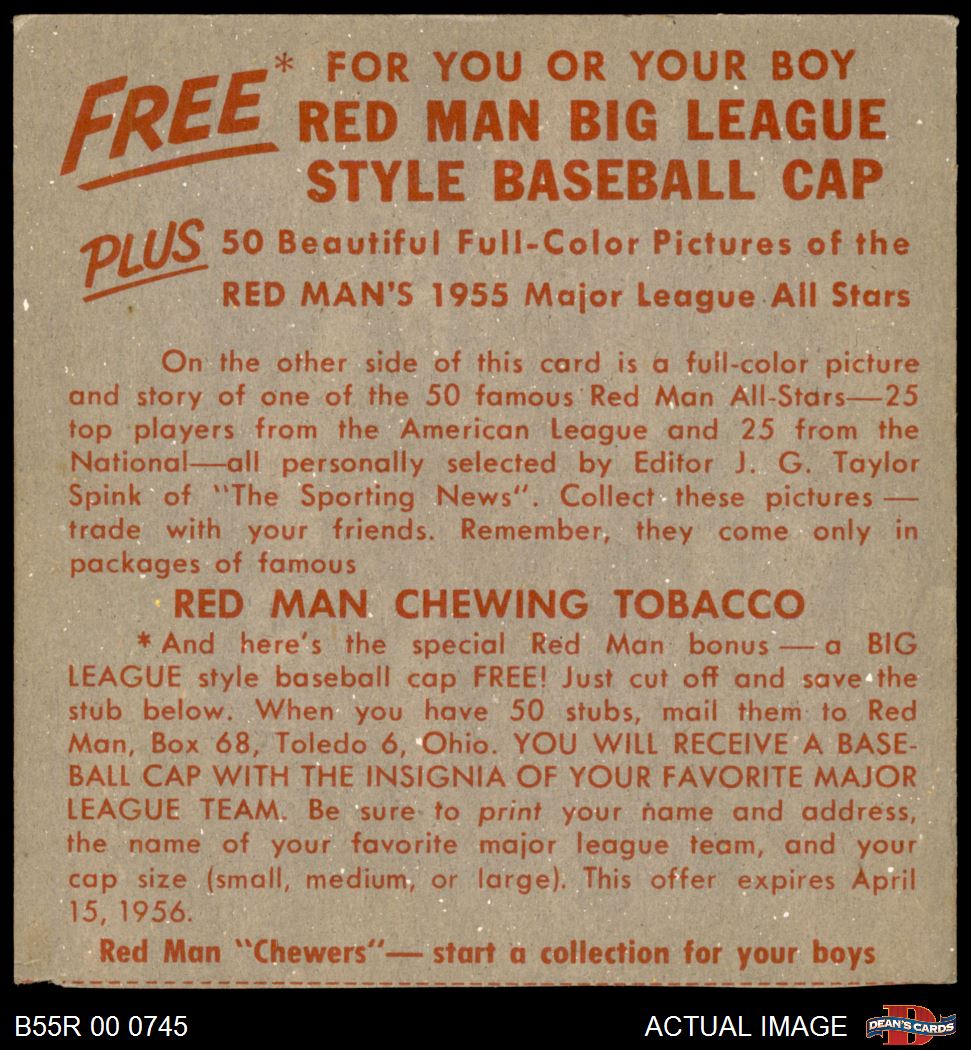 FREE* FOR YOU OR YOUR BOY
RED MAN BIG LEAGUE
STYLE BASEBALL CAP
PLUS 50 Beautiful Full-Color Pictures of the
RED MAN'S 1955 Major League All Stars
On the other side of this card is a full-color picture
and story of one of the 50 famous Red Man All-Stars—25
top players from the American League and 25 from the
National—all personally selected by Editor J. G. Taylor
Spink of "The Sporting News". Collect these pictures —
trade with your friends. Remember, they come only in
packages of famous
RED MAN CHEWING TOBACCO
* And here's the special Red Man bonus — a BIG
LEAGUE style baseball cap FREE! Just cut off and save the
stub below. When you have 50 stubs, mail them to Red
Man, Box 68, Toledo 6, Ohio. YOU WILL RECEIVE A BASE-
BALL CAP WITH THE INSIGNIA OF YOUR FAVORITE MAJOR
LEAGUE TEAM. Be sure to print your name and address,
the name of your favorite major league team, and your
cap size (small, medium, or large). This offer expires April
15, 1956.
Red Man "Chewers"— start a collection for your boys
B55R 00 0745
ACTUAL IMAGE
D
DEAN'S CARDS